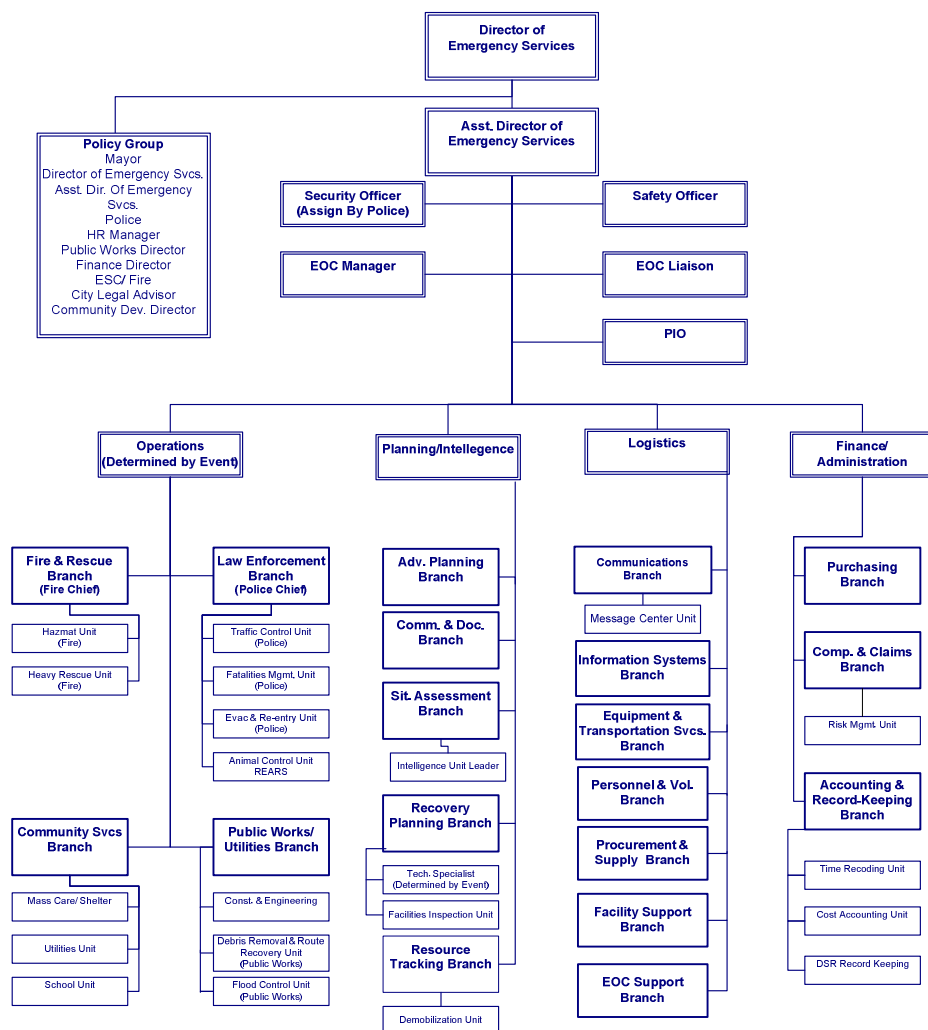 Director of
Emergency Services
Asst. Director of
Emergency Services
Policy Group
Mayor
Director of Emergency Svcs.
Asst. Dir. Of Emergency
Svcs.
Police
HR Manager
Public Works Director
Finance Director
ESC/ Fire
City Legal Advisor
Community Dev. Director
Security Officer
(Assign By Police)
Safety Officer
EOC Manager
EOC Liaison
PIO
Operations
(Determined by Event)
Planning/Intellegence
Logistics
Finance/
Administration
Fire & Rescue
Branch
(Fire Chief)
Hazmat Unit
(Fire)
Heavy Rescue Unit
(Fire)
Law Enforcement
Branch
(Police Chief)
Traffic Control Unit
(Police)
Fatalities Mgmt. Unit
(Police)
Evac & Re-entry Unit
(Police)
Animal Control Unit
REARS
Community Svcs
Branch
Mass Care/ Shelter
Utilities Unit
School Unit
Public Works/
Utilities Branch
Const. & Engineering
Debris Removal & Route
Recovery Unit
(Public Works)
Flood Control Unit
(Public Works)
Adv. Planning
Branch
Comm. & Doc.
Branch
Sit. Assessment
Branch
Intelligence Unit Leader
Recovery
Planning Branch
Tech. Specialist
(Determined by Event)
Facilities Inspection Unit
Resource
Tracking Branch
Demobilization Unit
Communications
Branch
Message Center Unit
Information Systems
Branch
Equipment &
Transportation Svcs.
Branch
Personnel & Vol.
Branch
Procurement &
Supply Branch
Facility Support
Branch
EOC Support
Branch
Purchasing
Branch
Comp. & Claims
Branch
Risk Mgmt. Unit
Accounting &
Record-Keeping
Branch
Time Recoding Unit
Cost Accounting Unit
DSR Record Keeping